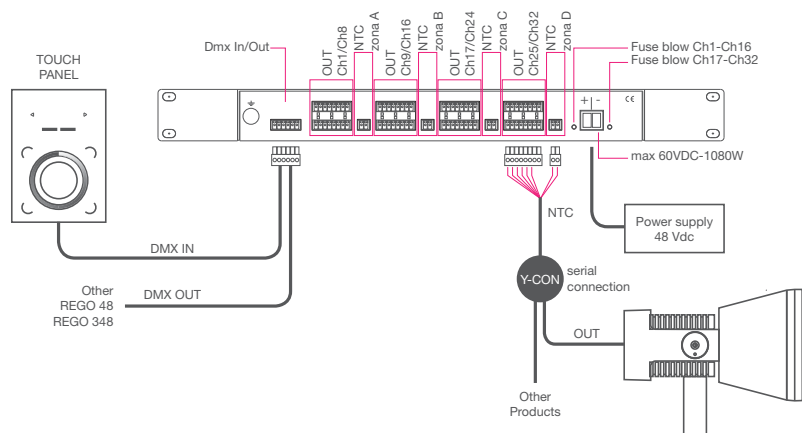 TOUCH
PANEL
Dmx In/Out
OUT
Ch1/Ch8
NTC
zona A
OUT
Ch9/Ch16
NTC
zona B
OUT
Ch17/Ch24
NTC
zona C
OUT
Ch25/Ch32
NTC
zona D
Fuse blow Ch1-Ch16
Fuse blow Ch17-Ch32
+ -
CE
max 60VDC-1080W
NTC
Power supply
48 Vdc
DMX IN
Y-CON
serial
connection
Other
REGO 48
REGO 348
DMX OUT
OUT
Other
Products